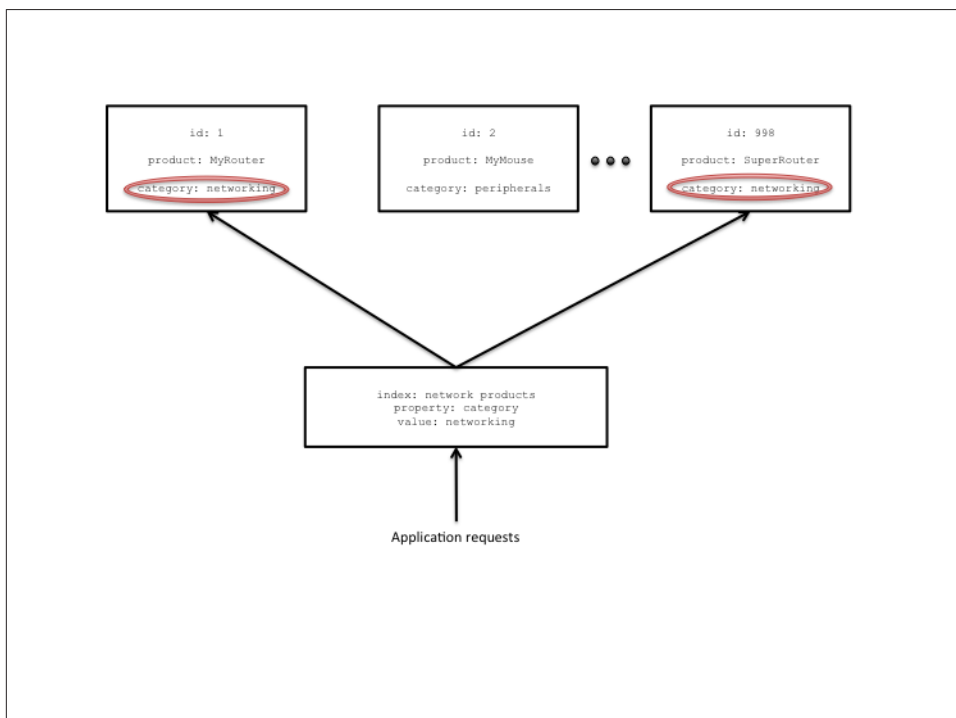 id: 1
product: MyRouter
category: networking
id: 2
product: MyMouse
category: peripherals
id: 998
product: SuperRouter
category: networking
index: network products
property: category
value: networking
Application requests